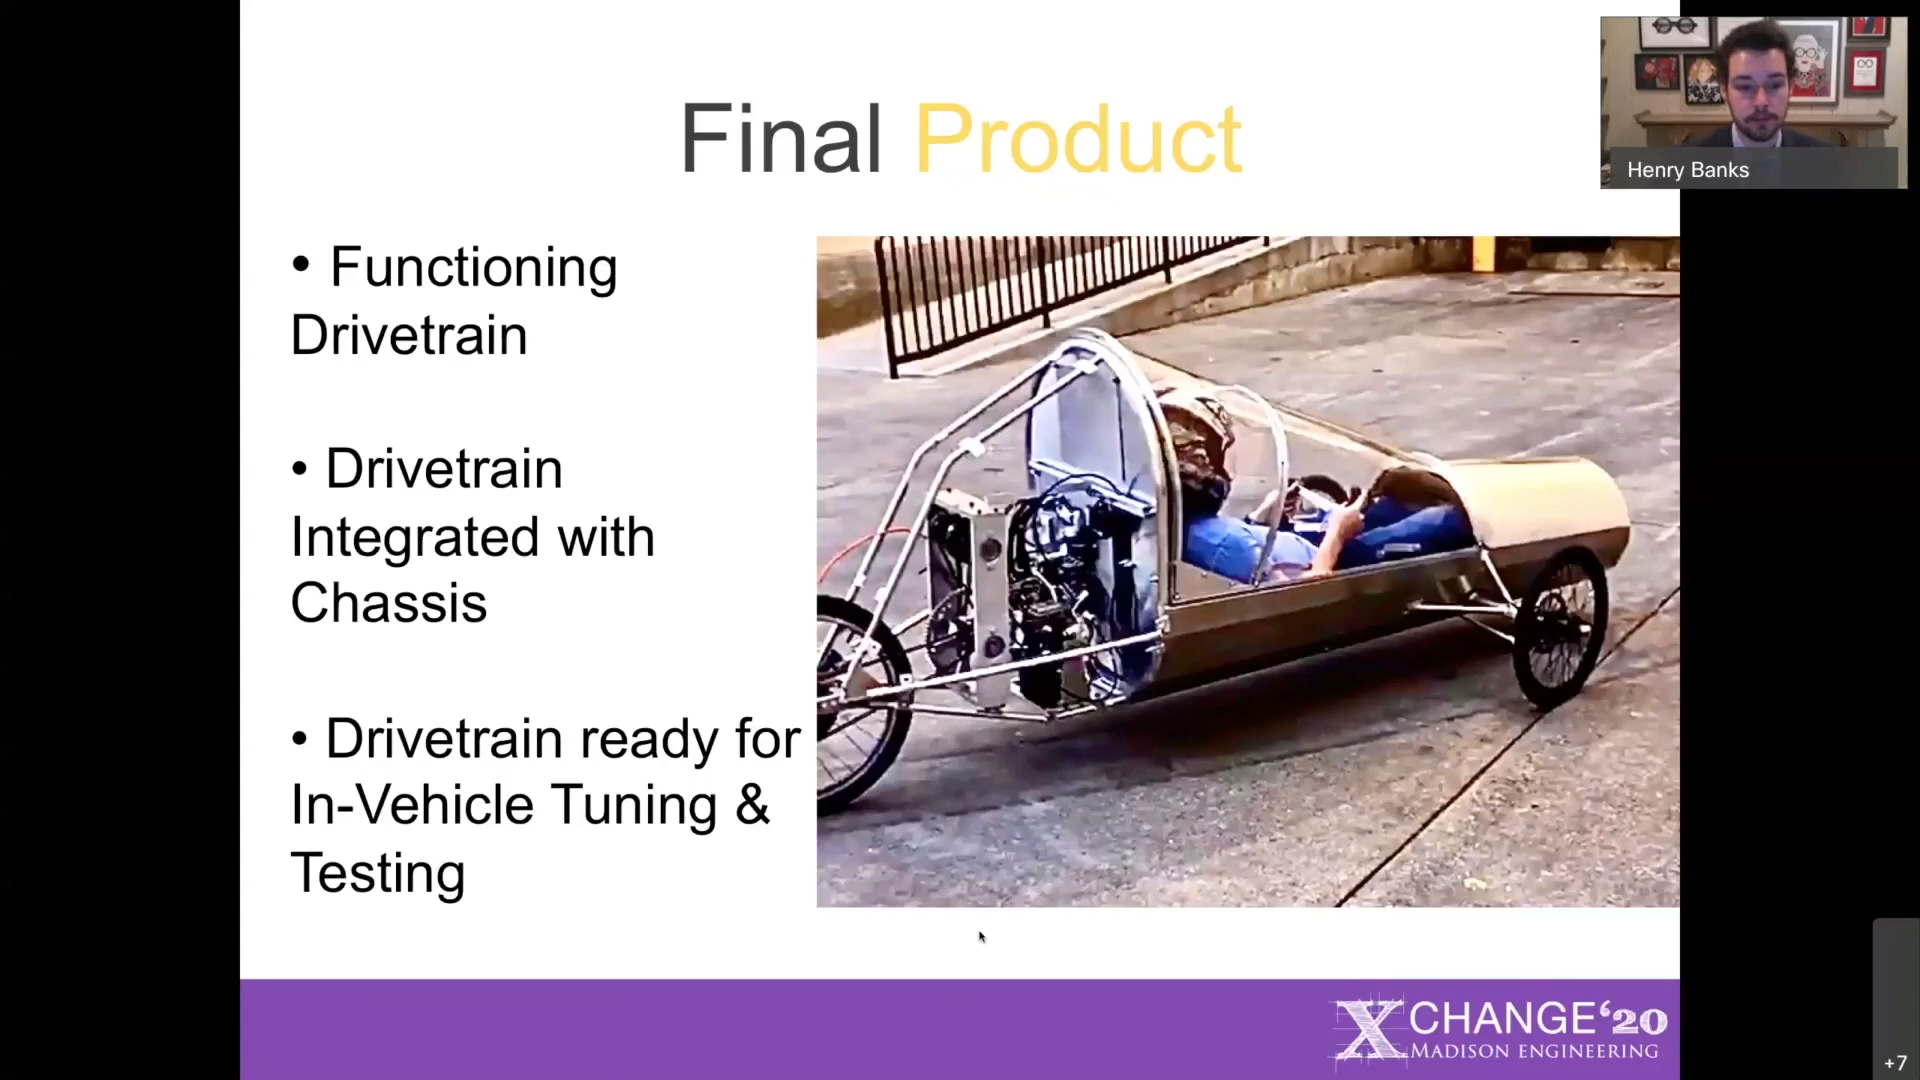 Final Product
Henry Banks
• Functioning
Drivetrain
• Drivetrain
Integrated with
Chassis
• Drivetrain ready for
In-Vehicle Tuning &
Testing
XCHANGE‘20
MADISON ENGINEERING
+7